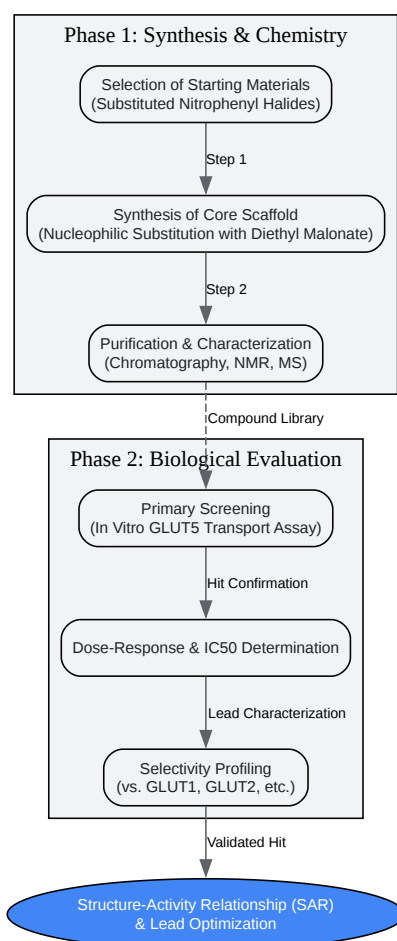 Phase 1: Synthesis & Chemistry
Selection of Starting Materials
(Substituted Nitrophenyl Halides)
Step 1
Synthesis of Core Scaffold
(Nucleophilic Substitution with Diethyl Malonate)
Step 2
Purification & Characterization
(Chromatography, NMR, MS)
Compound Library
Phase 2: Biological Evaluation
Primary Screening
(In Vitro GLUT5 Transport Assay)
Hit Confirmation
Dose-Response & IC50 Determination
Lead Characterization
Selectivity Profiling
(vs. GLUT1, GLUT2, etc.)
Validated Hit
Structure-Activity Relationship (SAR)
& Lead Optimization